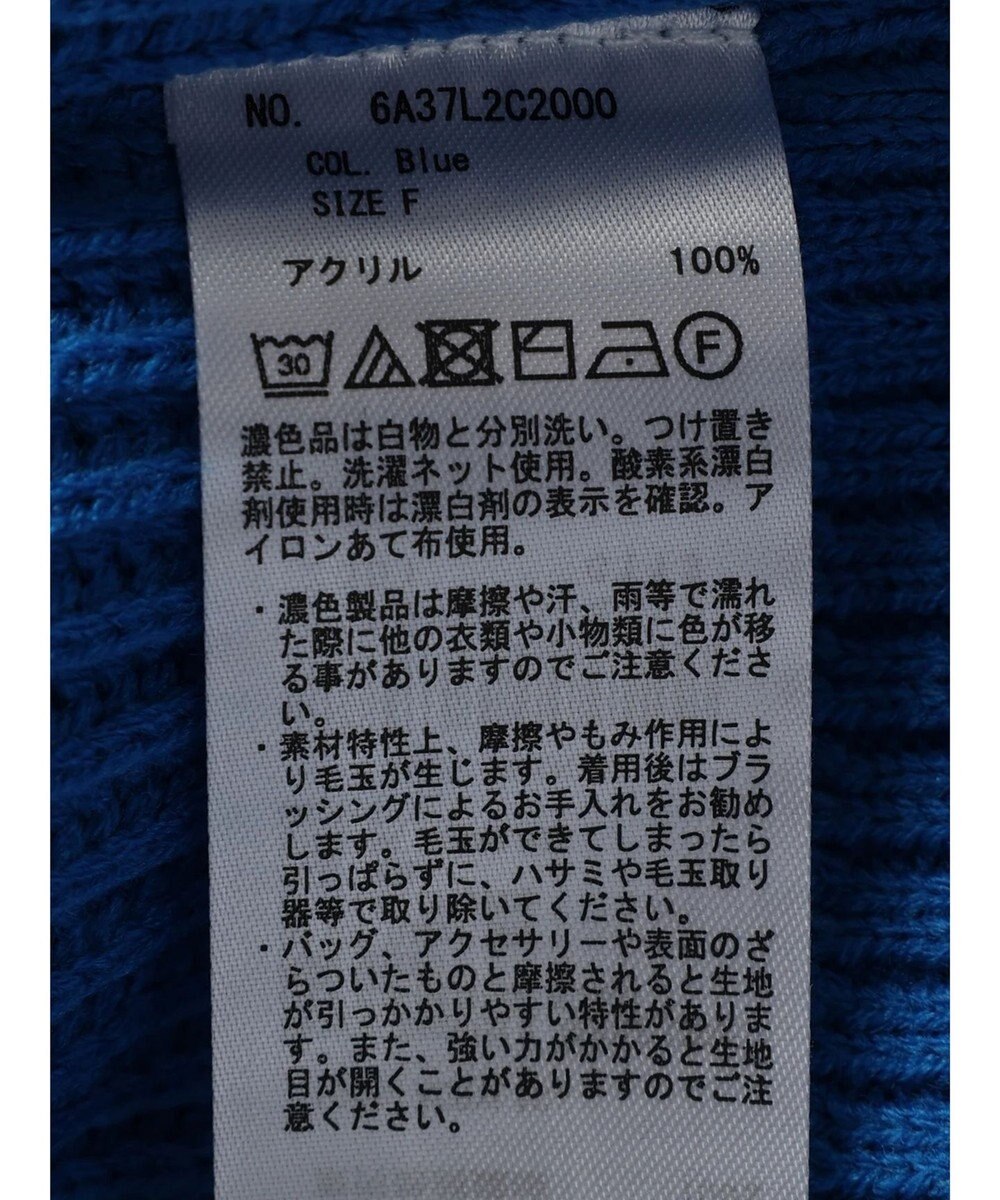 NO. 6A37L2C2000
COL. Blue
SIZE F
アクリル 100%
30 F
濃色品は白物と分別洗い。つけ置き
禁止。洗濯ネット使用。酸素系漂白
剤使用時は漂白剤の表示を確認。ア
イロンあて布使用。
・濃色製品は摩擦や汗、雨等で濡れ
た際に他の衣類や小物類に色が移
る事がありますのでご注意くださ
い。
・素材特性上、摩擦やもみ作用によ
り毛玉が生じます。着用後はブラ
ッシングによるお手入れをお勧め
します。毛玉ができてしまったら
引っぱらずに、ハサミや毛玉取り
器等で取り除いてください。
・バッグ、アクセサリーや表面のざ
らついたものと摩擦されると生地
が引っかかりやすい特性がありま
す。また、強い力がかかると生地
目が開くことがありますのでご注
意ください。